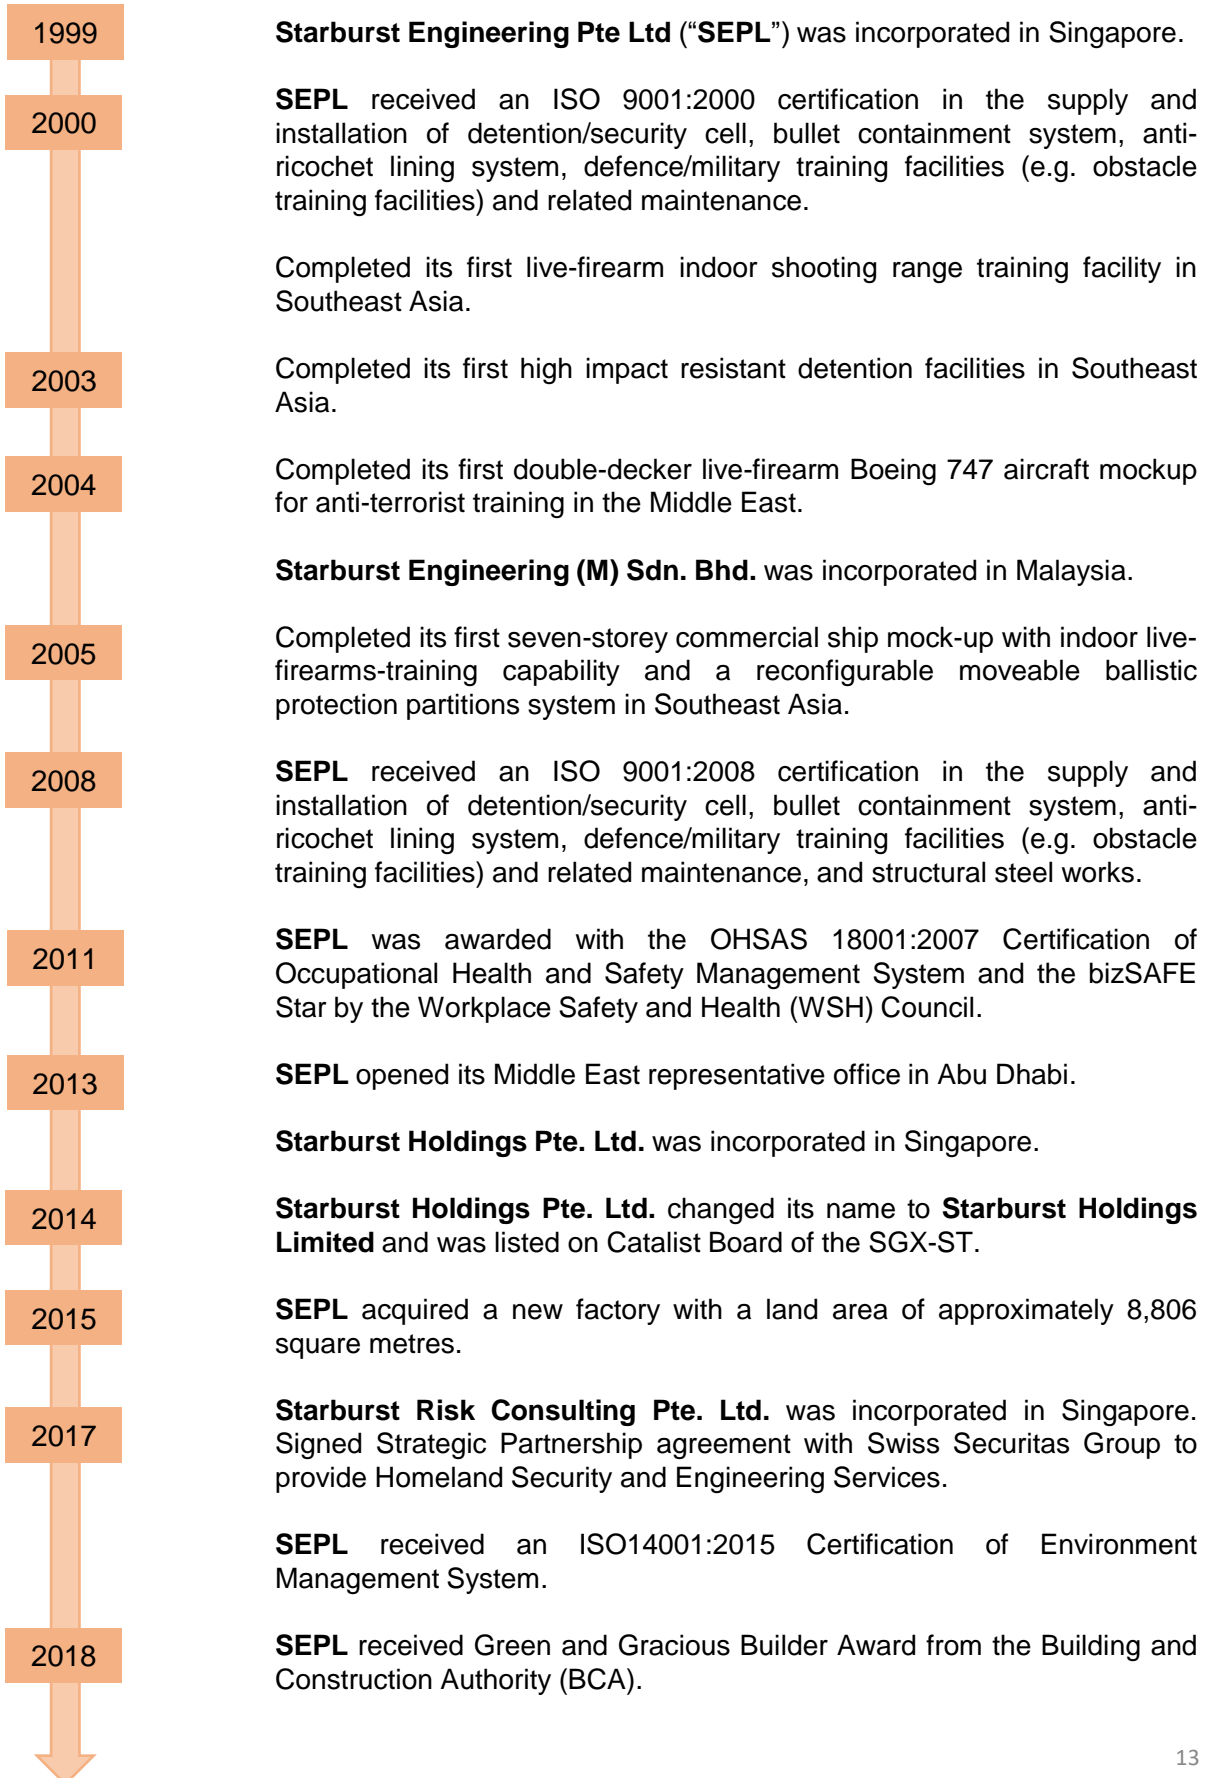 1999
Starburst Engineering Pte Ltd (“SEPL”) was incorporated in Singapore.
2000
SEPL received an ISO 9001:2000 certification in the supply and
installation of detention/security cell, bullet containment system, anti-
ricochet lining system, defence/military training facilities (e.g. obstacle
training facilities) and related maintenance.
Completed its first live-firearm indoor shooting range training facility in
Southeast Asia.
2003
Completed its first high impact resistant detention facilities in Southeast
Asia.
2004
Completed its first double-decker live-firearm Boeing 747 aircraft mockup
for anti-terrorist training in the Middle East.
Starburst Engineering (M) Sdn. Bhd. was incorporated in Malaysia.
2005
Completed its first seven-storey commercial ship mock-up with indoor live-
firearms-training capability and a reconfigurable moveable ballistic
protection partitions system in Southeast Asia.
2008
SEPL received an ISO 9001:2008 certification in the supply and
installation of detention/security cell, bullet containment system, anti-
ricochet lining system, defence/military training facilities (e.g. obstacle
training facilities) and related maintenance, and structural steel works.
2011
SEPL was awarded with the OHSAS 18001:2007 Certification of
Occupational Health and Safety Management System and the bizSAFE
Star by the Workplace Safety and Health (WSH) Council.
2013
SEPL opened its Middle East representative office in Abu Dhabi.
Starburst Holdings Pte. Ltd. was incorporated in Singapore.
2014
Starburst Holdings Pte. Ltd. changed its name to Starburst Holdings
Limited and was listed on Catalist Board of the SGX-ST.
2015
SEPL acquired a new factory with a land area of approximately 8,806
square metres.
2017
Starburst Risk Consulting Pte. Ltd. was incorporated in Singapore.
Signed Strategic Partnership agreement with Swiss Securitas Group to
provide Homeland Security and Engineering Services.
SEPL received an ISO14001:2015 Certification of Environment
Management System.
2018
SEPL received Green and Gracious Builder Award from the Building and
Construction Authority (BCA).
13